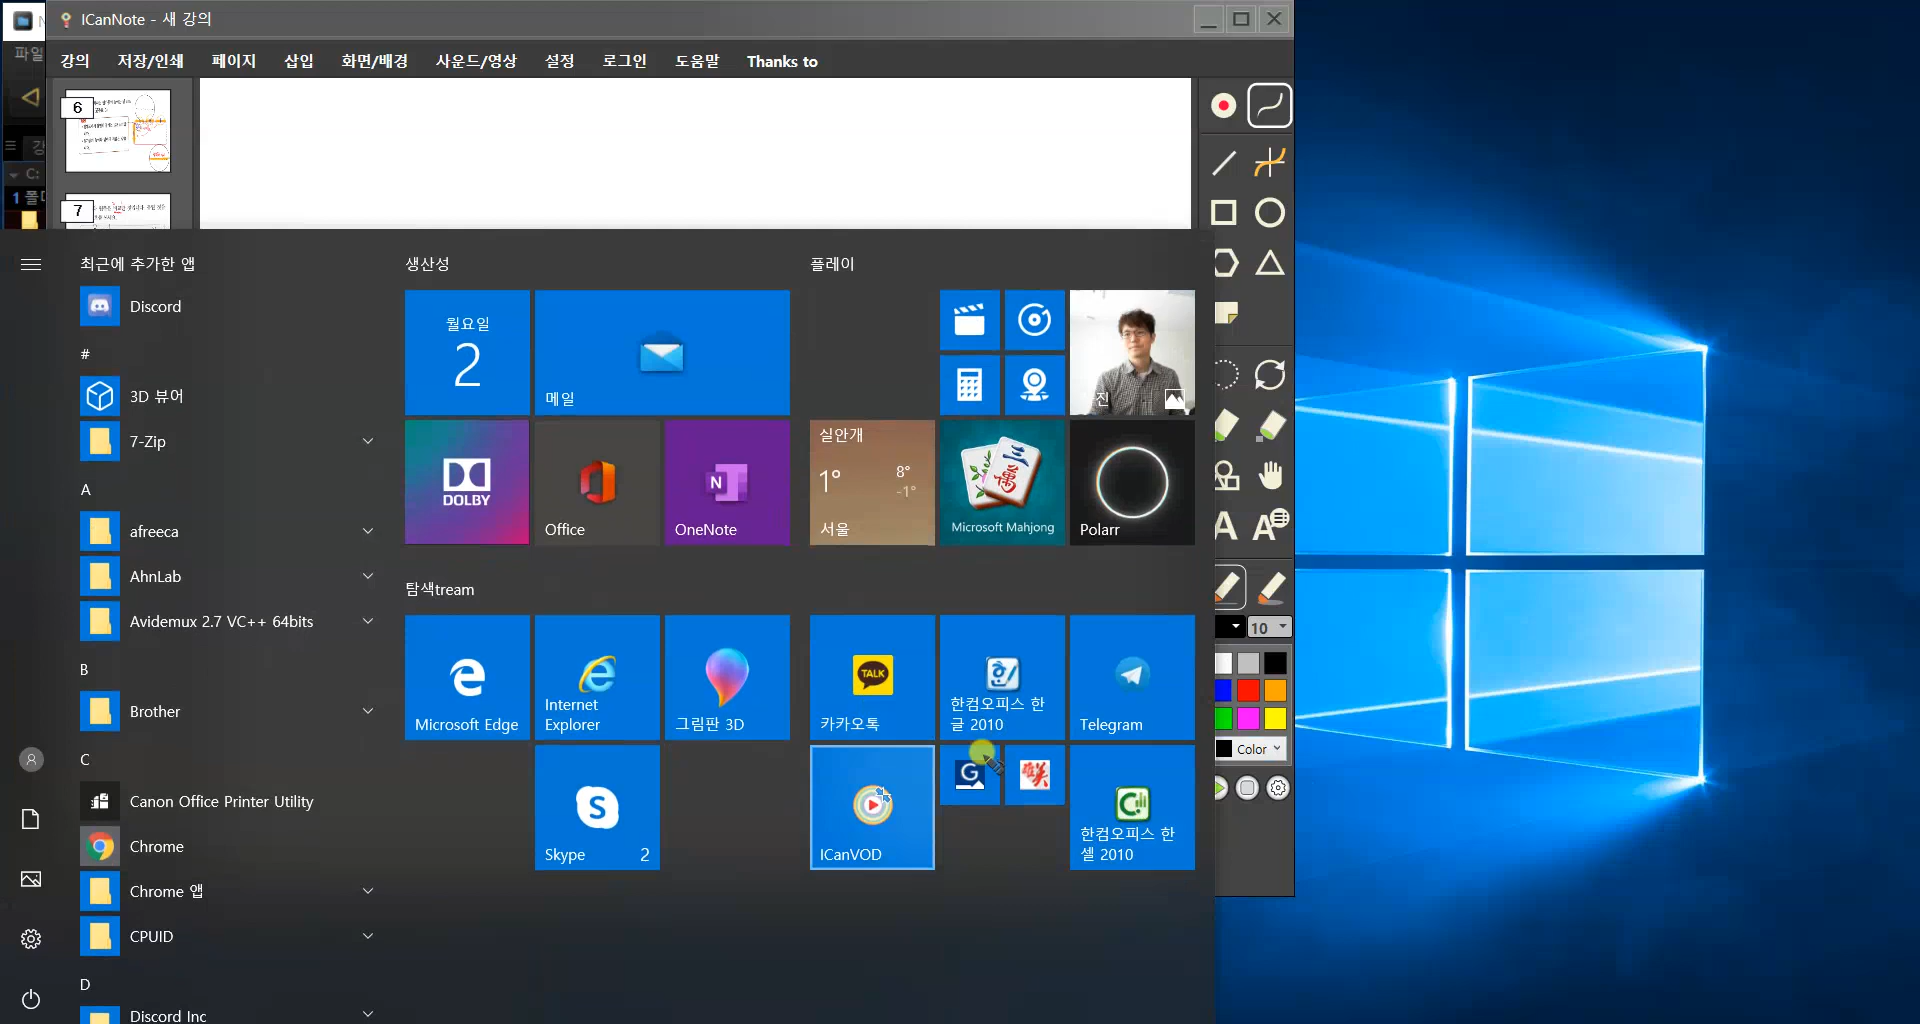 ICanNote - 새 강의
파일
강의 저장/인쇄 페이지 삽입 화면/배경 사운드/영상 설정 로그인 도움말 Thanks to
6
강
C:
1
7
최근에 추가한 앱
Discord
#
3D 뷰어
7-Zip
A
afreeca
AhnLab
Avidemux 2.7 VC++ 64bits
B
Brother
C
Canon Office Printer Utility
Chrome
Chrome 앱
CPUID
D
Discord Inc
생산성
월요일
2
메일
DOLBY
Office
N
OneNote
플레이
실안개
1°
8°
-1°
서울
Microsoft Mahjong
Polarr
탐색tream
Microsoft Edge
Internet
Explorer
그림판 3D
S
Skype 2
TALK
카카오톡
한컴오피스 한
글 2010
Telegram
ICanVOD
G
한컴오피스 한
셀 2010
A A
10
Color